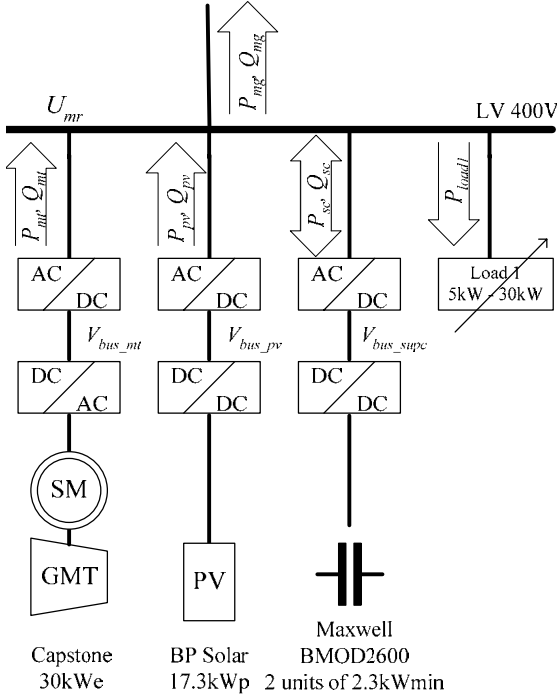 P_mg, Q_mg
U_mr
LV 400V
P_mt, Q_mt
P_pv, Q_pv
P_sc, Q_sc
P_load1
AC
DC
AC
DC
AC
DC
Load 1
5kW - 30kW
V_bus_mt
V_bus_pv
V_bus_supc
DC
AC
DC
DC
DC
DC
SM
GMT
PV
Capstone
30kWe
BP Solar
17.3kWp
Maxwell
BMOD2600
2 units of 2.3kWmin